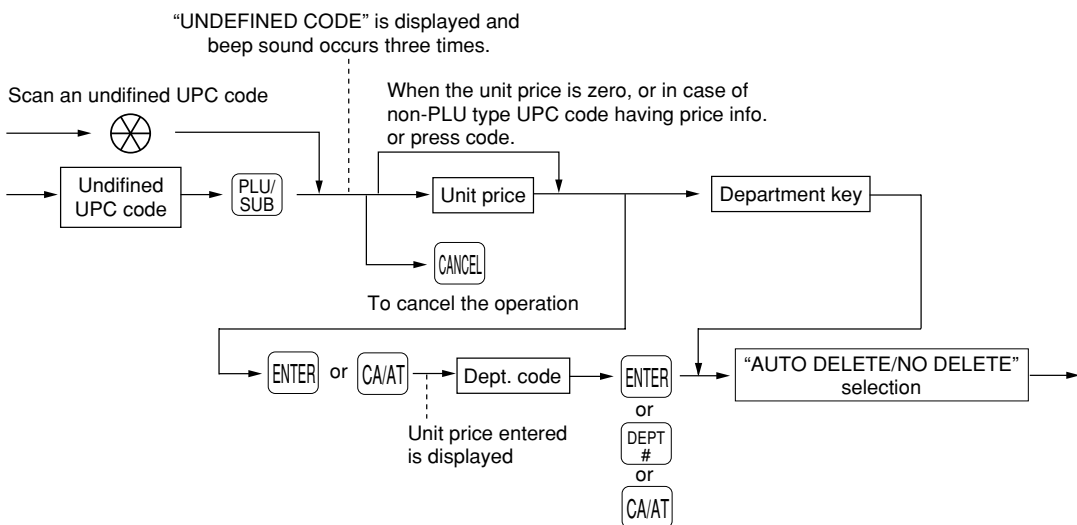 “UNDEFINED CODE” is displayed and
beep sound occurs three times.
Scan an undifined UPC code
When the unit price is zero, or in case of
non-PLU type UPC code having price info.
or press code.
Undifined
UPC code
PLU/
SUB
Unit price
Department key
CANCEL
To cancel the operation
ENTER or CA/AT
Dept. code
ENTER
“AUTO DELETE/NO DELETE”
selection
or
Unit price entered
is displayed
DEPT
#
or
CA/AT